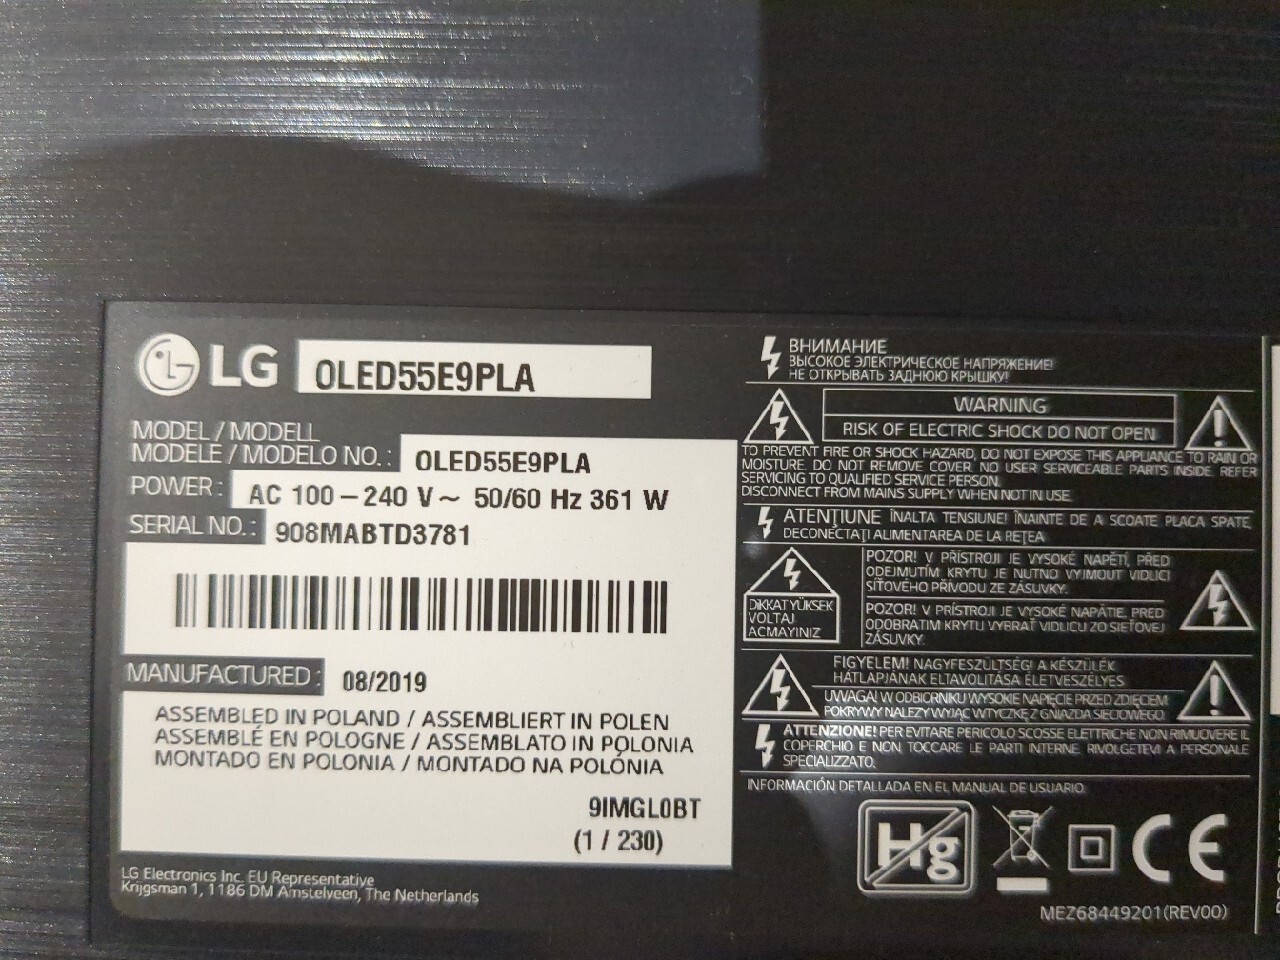 LG OLED55E9PLA
MODEL / MODELL
MODELE / MODELO NO. : OLED55E9PLA
POWER : AC 100 – 240 V ~ 50/60 Hz 361 W
SERIAL NO. : 908MABTD3781
MANUFACTURED : 08/2019
ASSEMBLED IN POLAND / ASSEMBLIERT IN POLEN
ASSEMBLÉ EN POLOGNE / ASSEMBLATO IN POLONIA
MONTADO EN POLONIA / MONTADO NA POLÓNIA
9IMGL0BT
(1 / 230)
LG Electronics Inc. EU Representative
Krijgsman 1, 1186 DM Amstelveen, The Netherlands
ВНИМАНИЕ
ВЫСОКОЕ ЭЛЕКТРИЧЕСКОЕ НАПРЯЖЕНИЕ!
НЕ ОТКРЫВАТЬ ЗАДНЮЮ КРЫШКУ!
WARNING
RISK OF ELECTRIC SHOCK DO NOT OPEN
TO PREVENT FIRE OR SHOCK HAZARD, DO NOT EXPOSE THIS APPLIANCE TO RAIN OR
MOISTURE. DO NOT REMOVE COVER. NO USER SERVICEABLE PARTS INSIDE. REFER
SERVICING TO QUALIFIED SERVICE PERSON.
DISCONNECT FROM MAINS SUPPLY WHEN NOT IN USE.
ATENŢIUNE ÎNALTA TENSIUNE! ÎNAINTE DE A SCOATE PLACA SPATE,
DECONECTAŢI ALIMENTAREA DE LA REŢEA
DİKKAT YÜKSEK
VOLTAJ
AÇMAYINIZ
POZOR! V PŘÍSTROJI JE VYSOKÉ NAPĚTÍ, PŘED
ODEJMUTÍM KRYTU JE NUTNO VYJMOUT VIDLICI
SÍŤOVÉHO PŘÍVODU ZE ZÁSUVKY.
POZOR! V PRÍSTROJI JE VYSOKÉ NAPÄTIE, PRED
ODOBRATIM KRYTU VYBRAŤ VIDLICU ZO SIEŤOVEJ
ZÁSUVKY.
FIGYELEM! NAGYFESZÜLTSÉG! A KÉSZÜLÉK
HÁTLAPJÁNAK ELTÁVOLITÁSA ÉLETVESZÉLYES
UWAGA! W ODBIORNIKU WYSOKIE NAPIĘCIE PRZED ZDJĘCIEM
POKRYWY NALEŻY WYJĄĆ WTYCZKĘ Z GNIAZDA SIECIOWEGO.
ATTENZIONE! PER EVITARE PERICOLO SCOSSE ELETTRICHE NON RIMUOVERE IL
COPERCHIO E NON TOCCARE LE PARTI INTERNE. RIVOLGETEVI A PERSONALE
SPECIALIZZATO.
INFORMACIÓN DETALLADA EN EL MANUAL DE USUARIO.
Hg
CE
MEZ68449201(REV00)